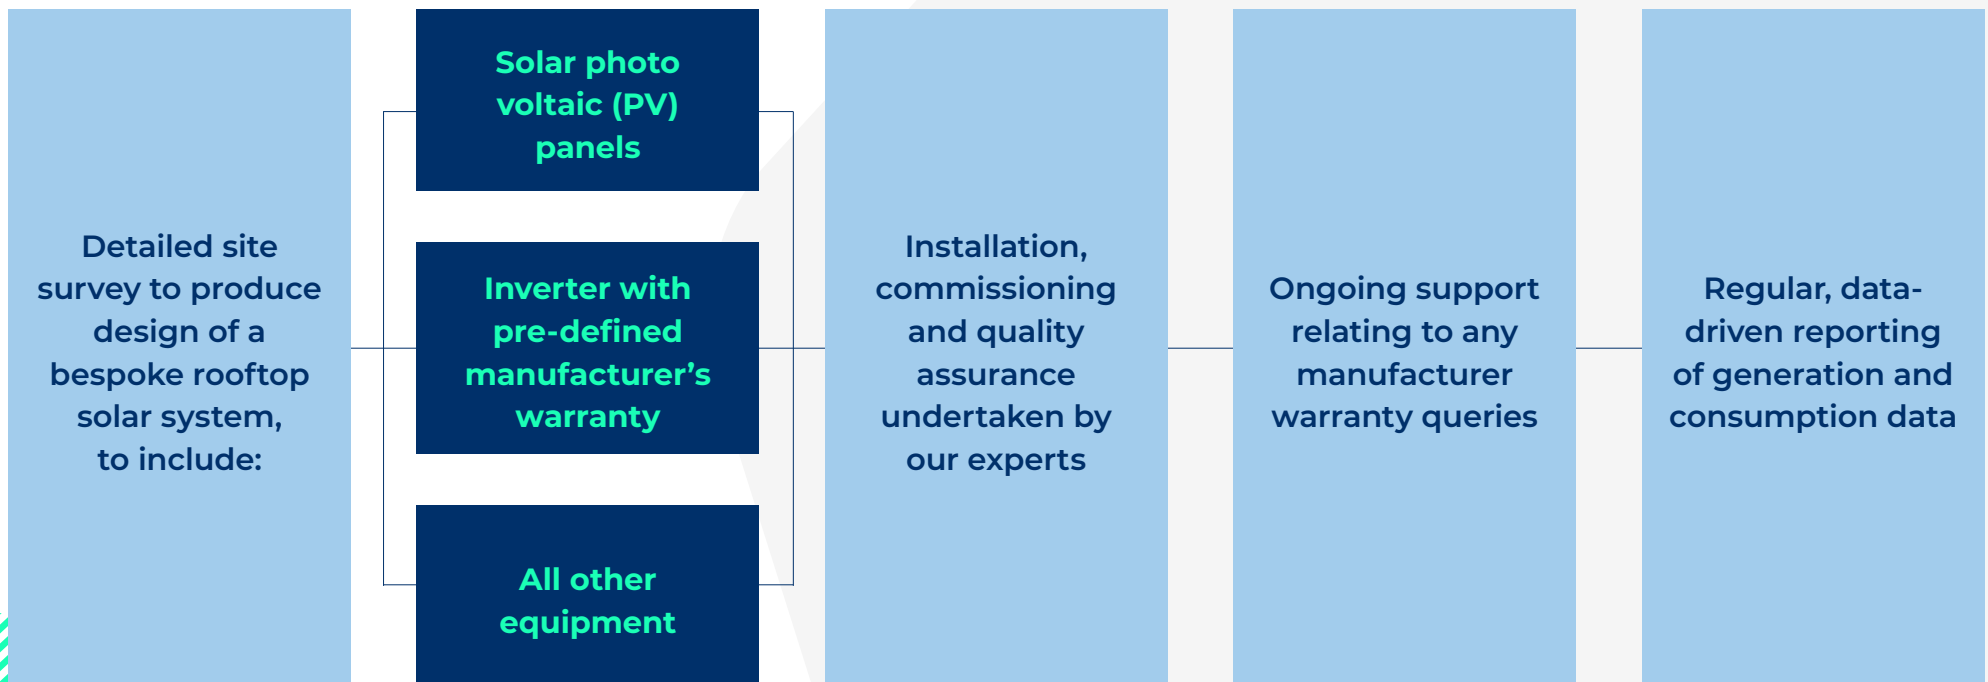 Detailed site
survey to produce
design of a
bespoke rooftop
solar system,
to include:
Solar photo
voltaic (PV)
panels
Inverter with
pre-defined
manufacturer’s
warranty
All other
equipment
Installation,
commissioning
and quality
assurance
undertaken by
our experts
Ongoing support
relating to any
manufacturer
warranty queries
Regular, data-
driven reporting
of generation and
consumption data